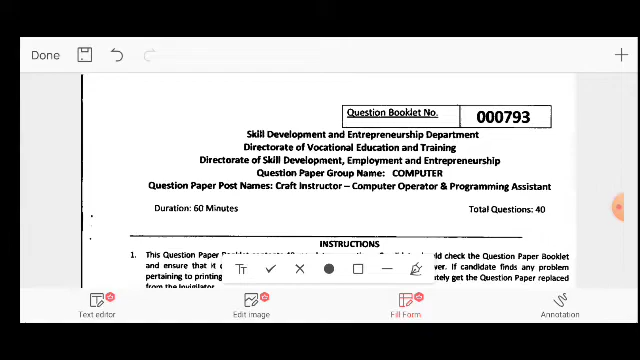 Done
Question Booklet No. 000793
Skill Development and Entrepreneurship Department
Directorate of Vocational Education and Training
Directorate of Skill Development, Employment and Entrepreneurship
Question Paper Group Name: COMPUTER
Question Paper Post Names: Craft Instructor – Computer Operator & Programming Assistant
Duration: 60 Minutes Total Questions: 40
INSTRUCTIONS
1. This Question Paper should check the Question Paper Booklet
and ensure that it If candidate finds any problem
pertaining to printing get the Question Paper replaced
from the Invigilator.
Tт
Text editor Edit image Fill Form Annotation